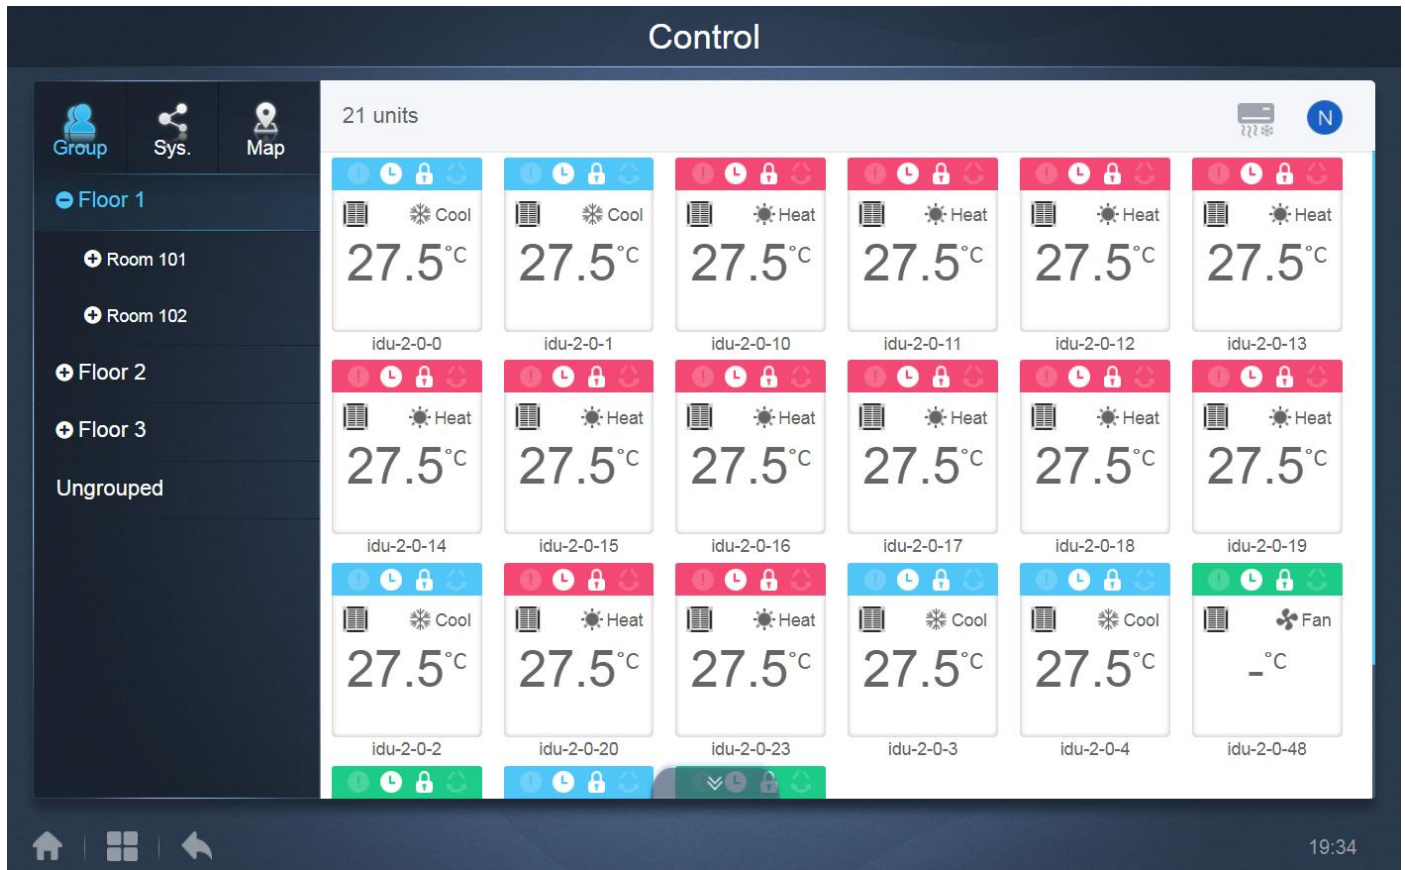 Control
Group
Sys.
Map
21 units
N
Floor 1
Room 101
Room 102
Floor 2
Floor 3
Ungrouped
Cool Cool Heat Heat Heat Heat
27.5°C 27.5°C 27.5°C 27.5°C 27.5°C 27.5°C
idu-2-0-0 idu-2-0-1 idu-2-0-10 idu-2-0-11 idu-2-0-12 idu-2-0-13
Heat Heat Heat Heat Heat Heat
27.5°C 27.5°C 27.5°C 27.5°C 27.5°C 27.5°C
idu-2-0-14 idu-2-0-15 idu-2-0-16 idu-2-0-17 idu-2-0-18 idu-2-0-19
Cool Heat Heat Cool Cool Fan
27.5°C 27.5°C 27.5°C 27.5°C 27.5°C -°C
idu-2-0-2 idu-2-0-20 idu-2-0-23 idu-2-0-3 idu-2-0-4 idu-2-0-48
19:34